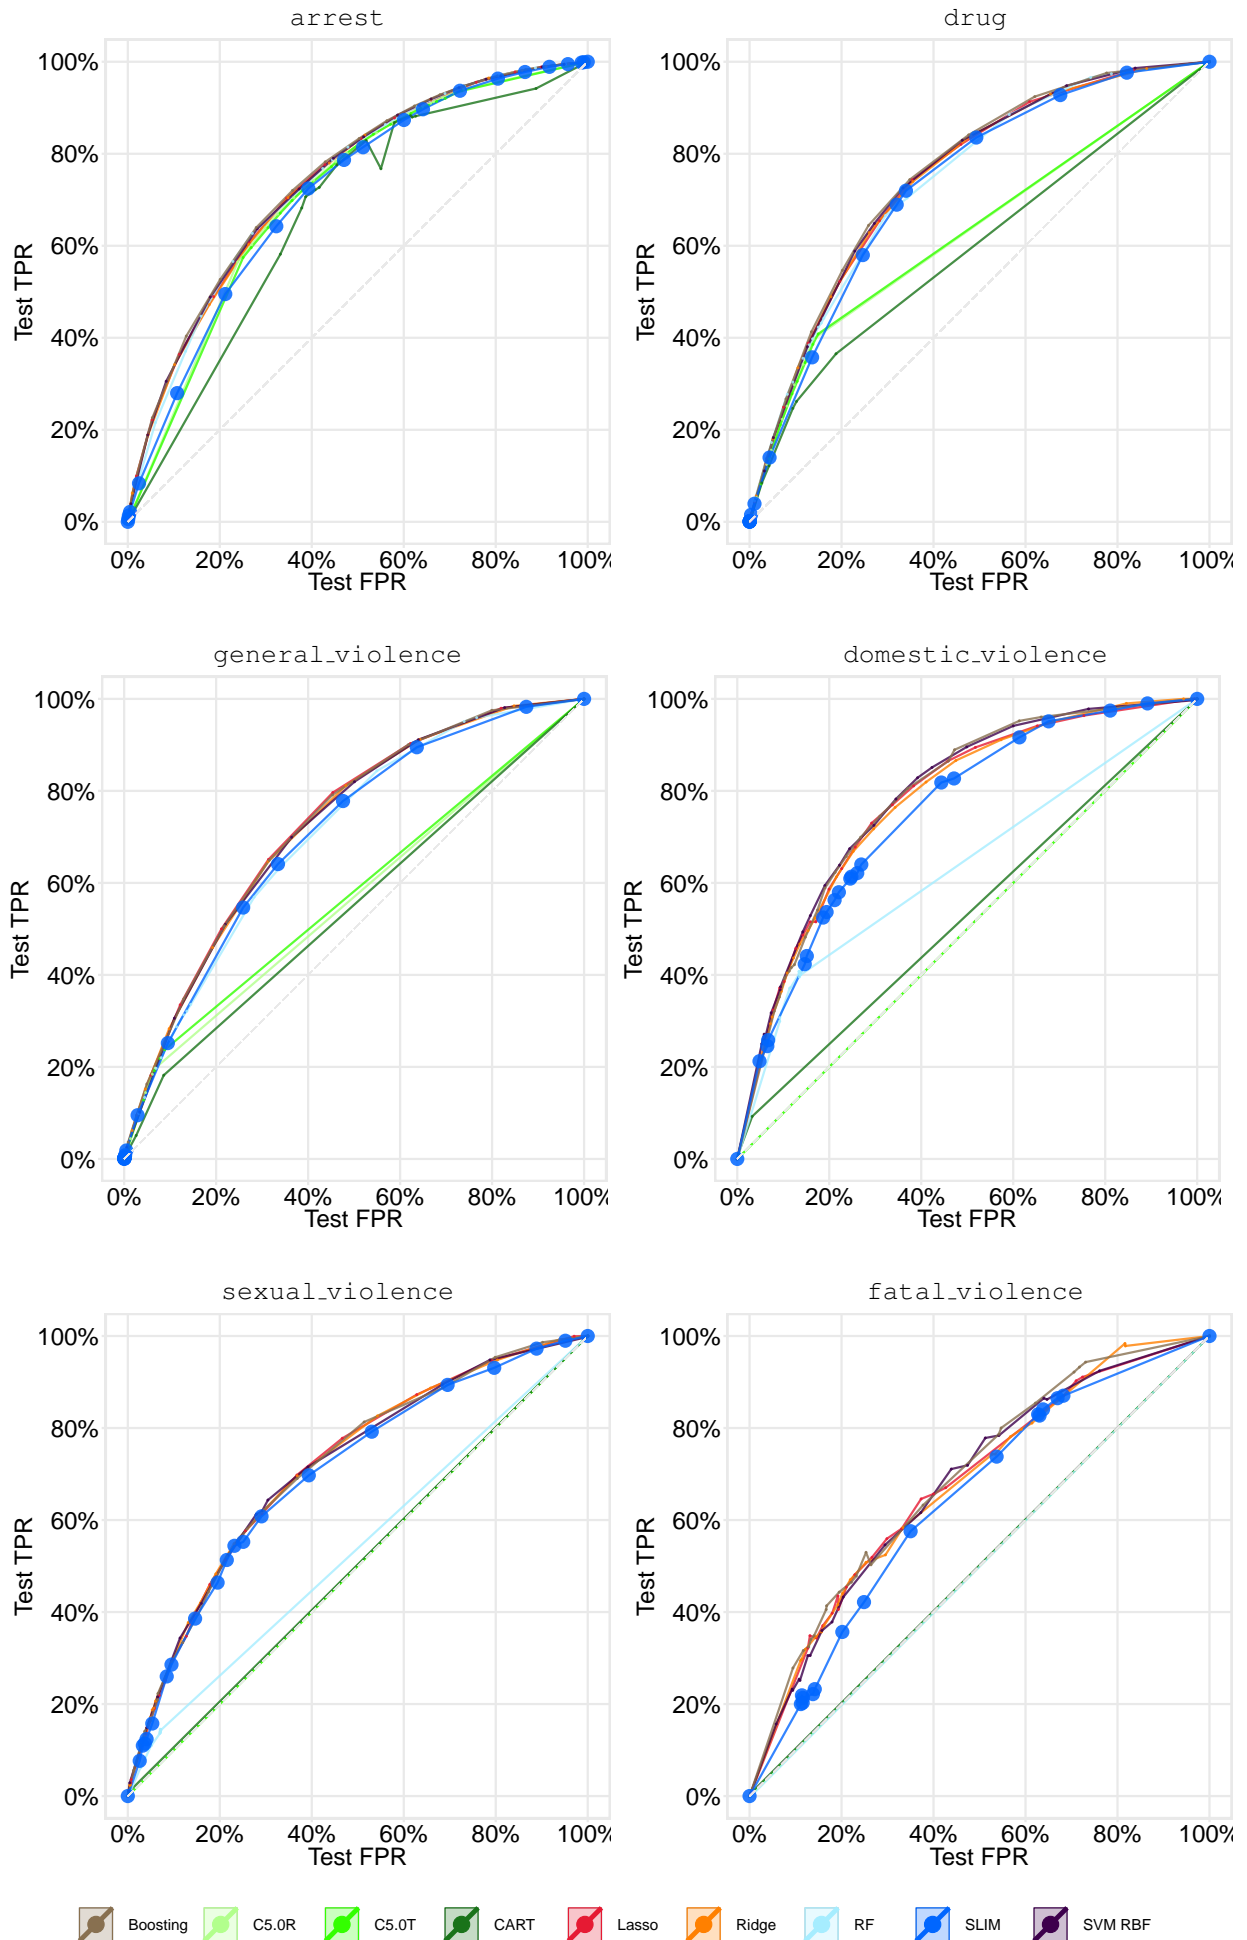 arrest
drug
100%
80%
60%
40%
20%
0%
Test TPR
0% 20% 40% 60% 80% 100%
Test FPR
100%
80%
60%
40%
20%
0%
Test TPR
0% 20% 40% 60% 80% 100%
Test FPR
general_violence
domestic_violence
100%
80%
60%
40%
20%
0%
Test TPR
0% 20% 40% 60% 80% 100%
Test FPR
100%
80%
60%
40%
20%
0%
Test TPR
0% 20% 40% 60% 80% 100%
Test FPR
sexual_violence
fatal_violence
100%
80%
60%
40%
20%
0%
Test TPR
0% 20% 40% 60% 80% 100%
Test FPR
100%
80%
60%
40%
20%
0%
Test TPR
0% 20% 40% 60% 80% 100%
Test FPR
Boosting C5.0R C5.0T CART Lasso Ridge RF SLIM SVM RBF